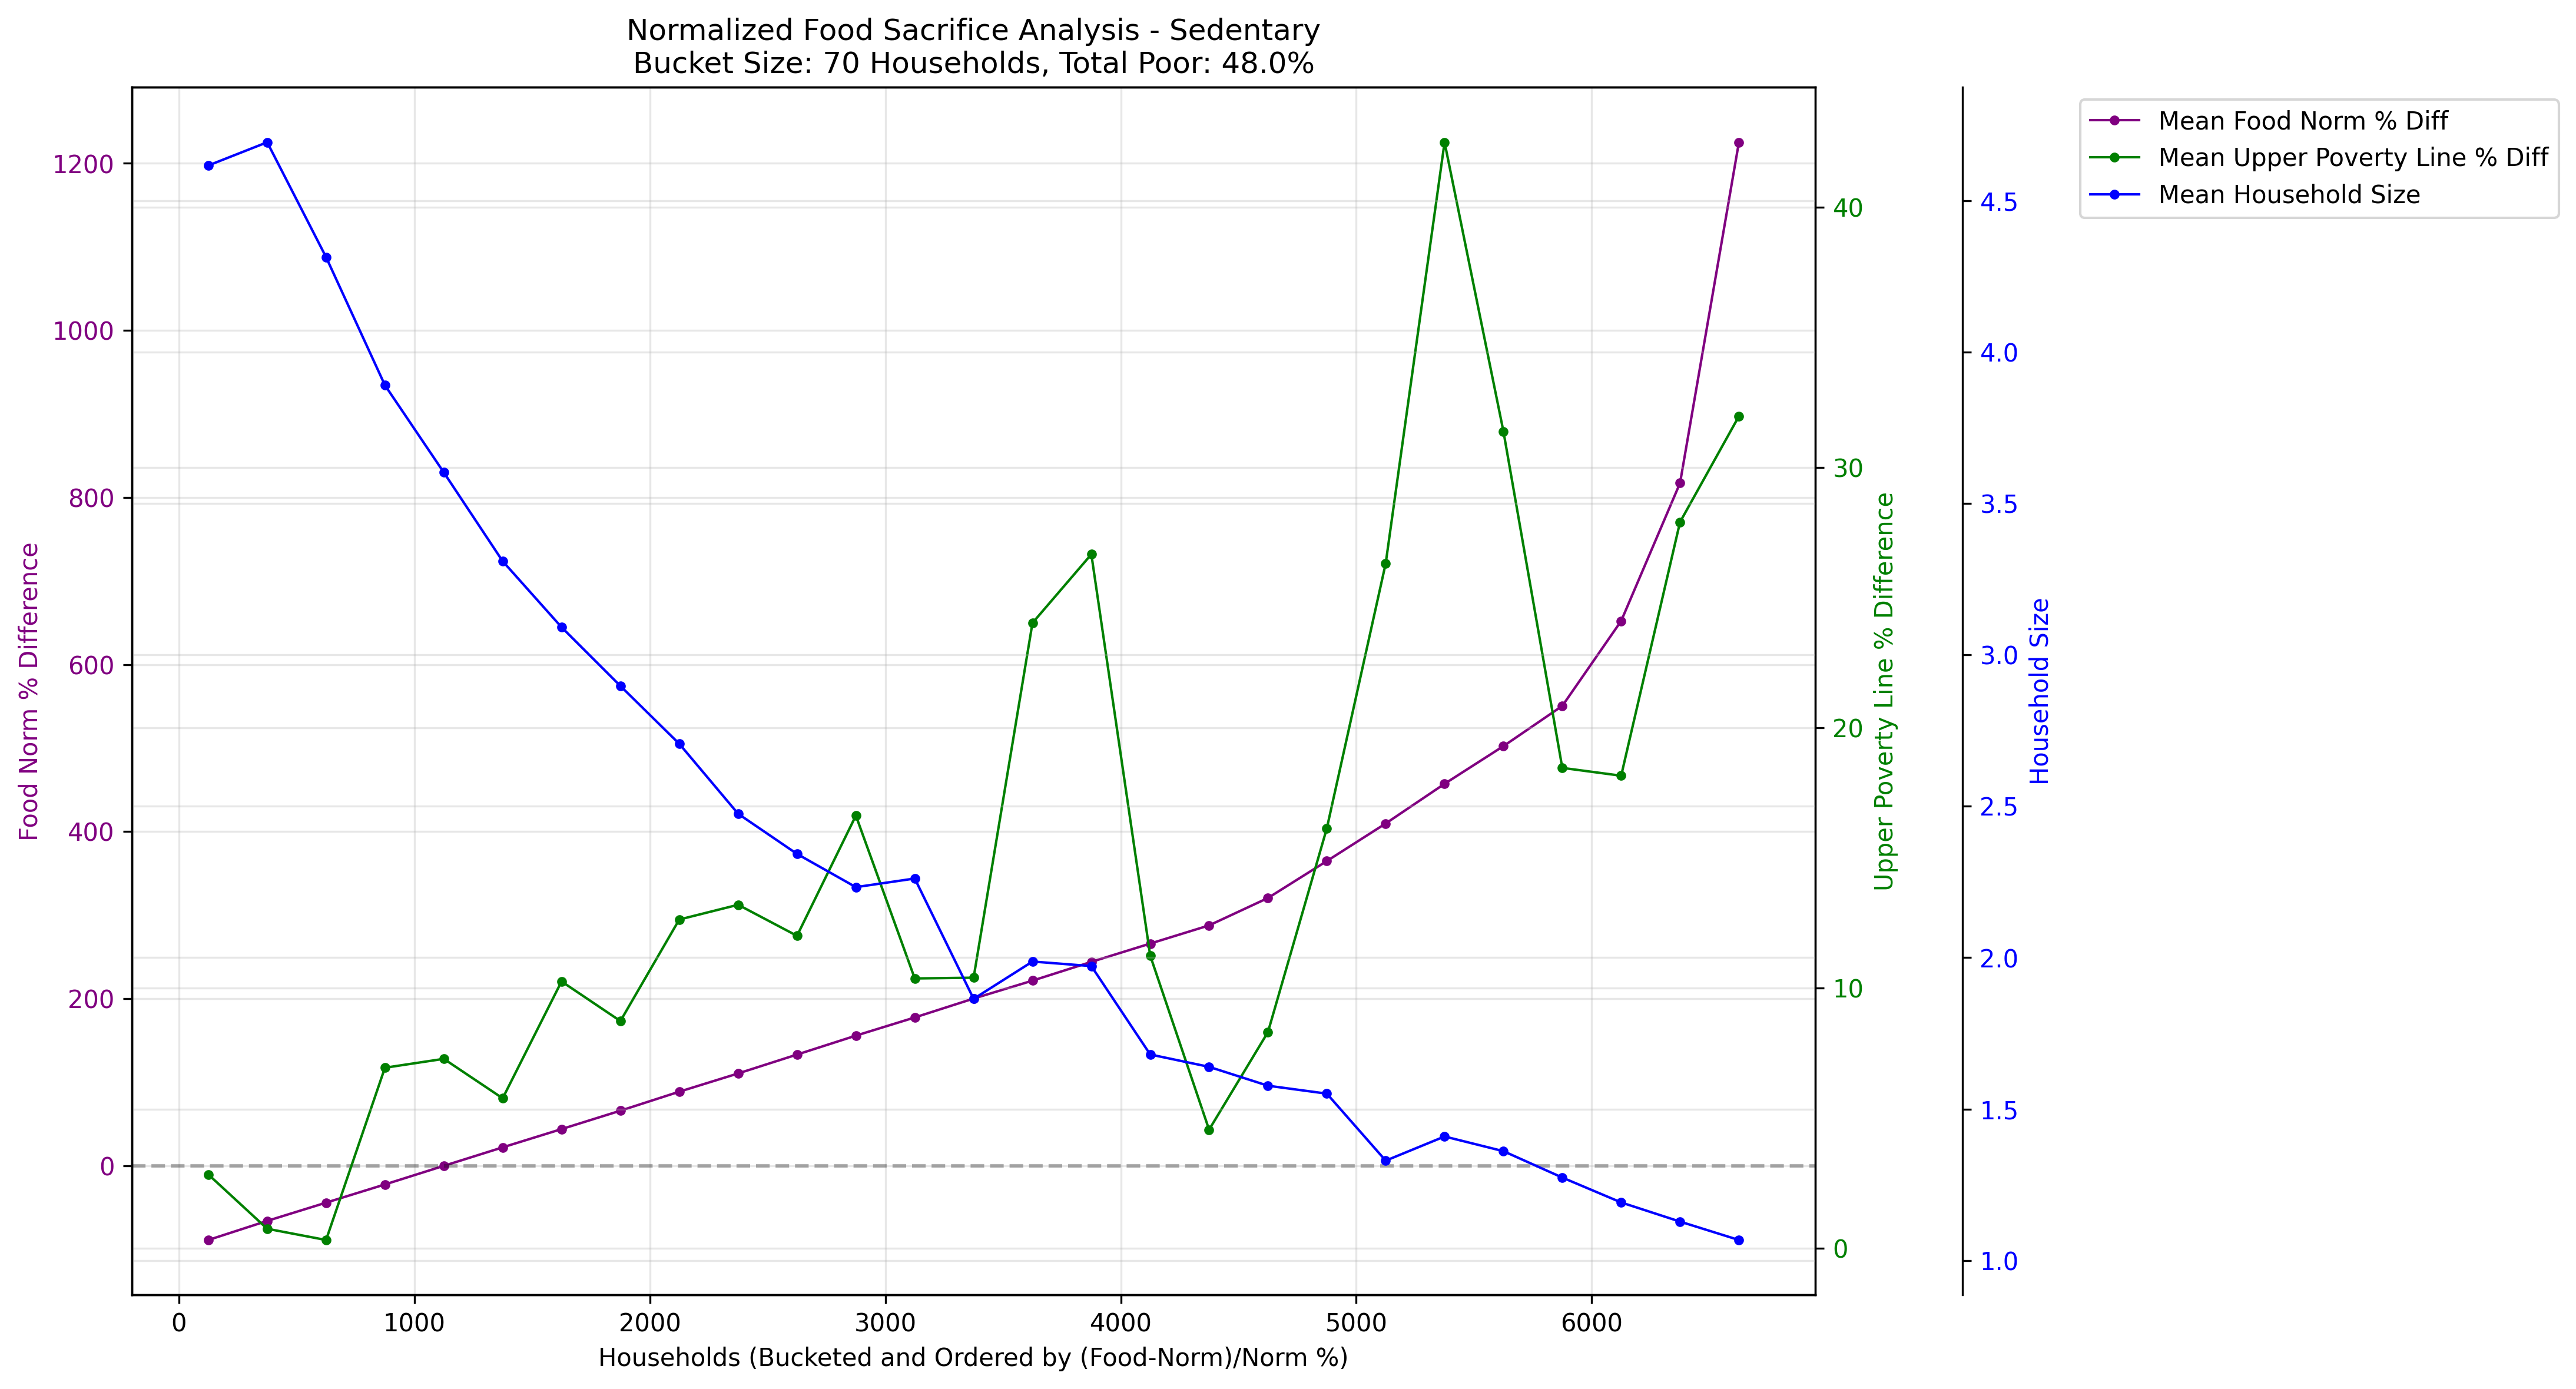 Normalized Food Sacrifice Analysis - Sedentary
Bucket Size: 70 Households, Total Poor: 48.0%
Mean Food Norm % Diff
Mean Upper Poverty Line % Diff
Mean Household Size
Food Norm % Difference
1200
1000
800
600
400
200
0
Upper Poverty Line % Difference
40
30
20
10
0
Household Size
4.5
4.0
3.5
3.0
2.5
2.0
1.5
1.0
0 1000 2000 3000 4000 5000 6000
Households (Bucketed and Ordered by (Food-Norm)/Norm %)